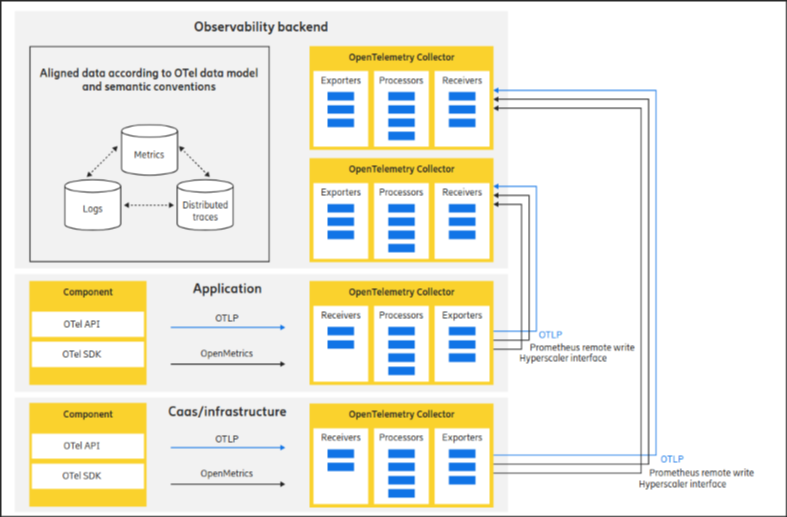 Observability backend
Aligned data according to OTel data model
and semantic conventions
Metrics
Logs
Distributed
traces
OpenTelemetry Collector
Exporters
Processors
Receivers
OpenTelemetry Collector
Exporters
Processors
Receivers
Component
OTel API
OTel SDK
Application
OTLP
OpenMetrics
OpenTelemetry Collector
Receivers
Processors
Exporters
OTLP
Prometheus remote write
Hyperscaler interface
Component
OTel API
OTel SDK
Caas/infrastructure
OTLP
OpenMetrics
OpenTelemetry Collector
Receivers
Processors
Exporters
OTLP
Prometheus remote write
Hyperscaler interface